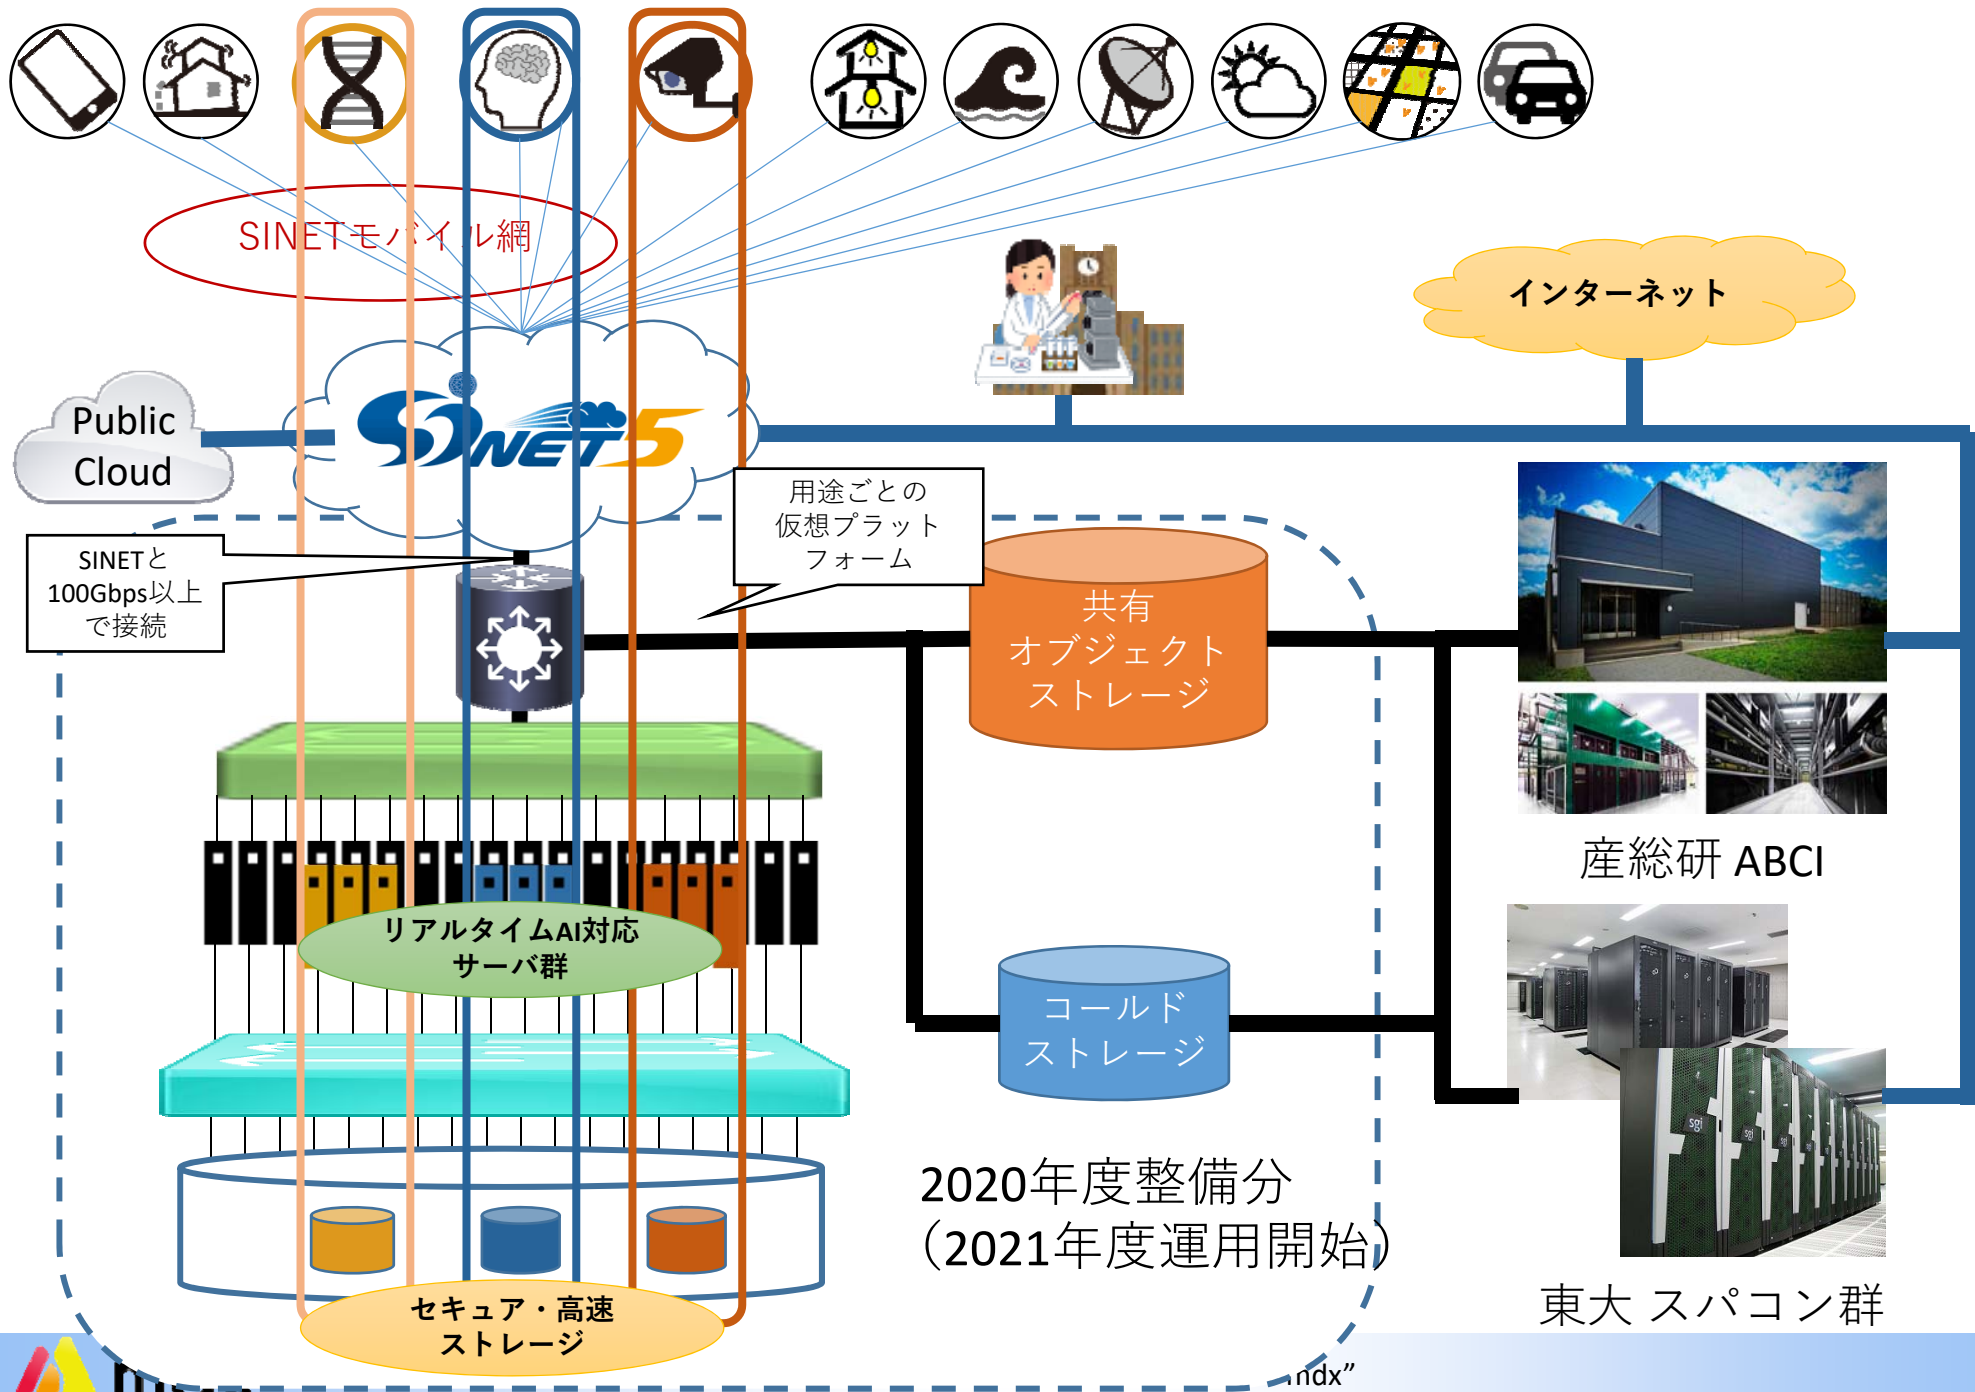 SINETモバイル網
インターネット
Public
Cloud
SINET5
用途ごとの
仮想プラット
フォーム
SINETと
100Gbps以上
で接続
共有
オブジェクト
ストレージ
産総研 ABCI
リアルタイムAI対応
サーバ群
コールド
ストレージ
sgi
sgi
sgi
2020年度整備分
（2021年度運用開始）
セキュア・高速
ストレージ
東大 スパコン群
mdx”